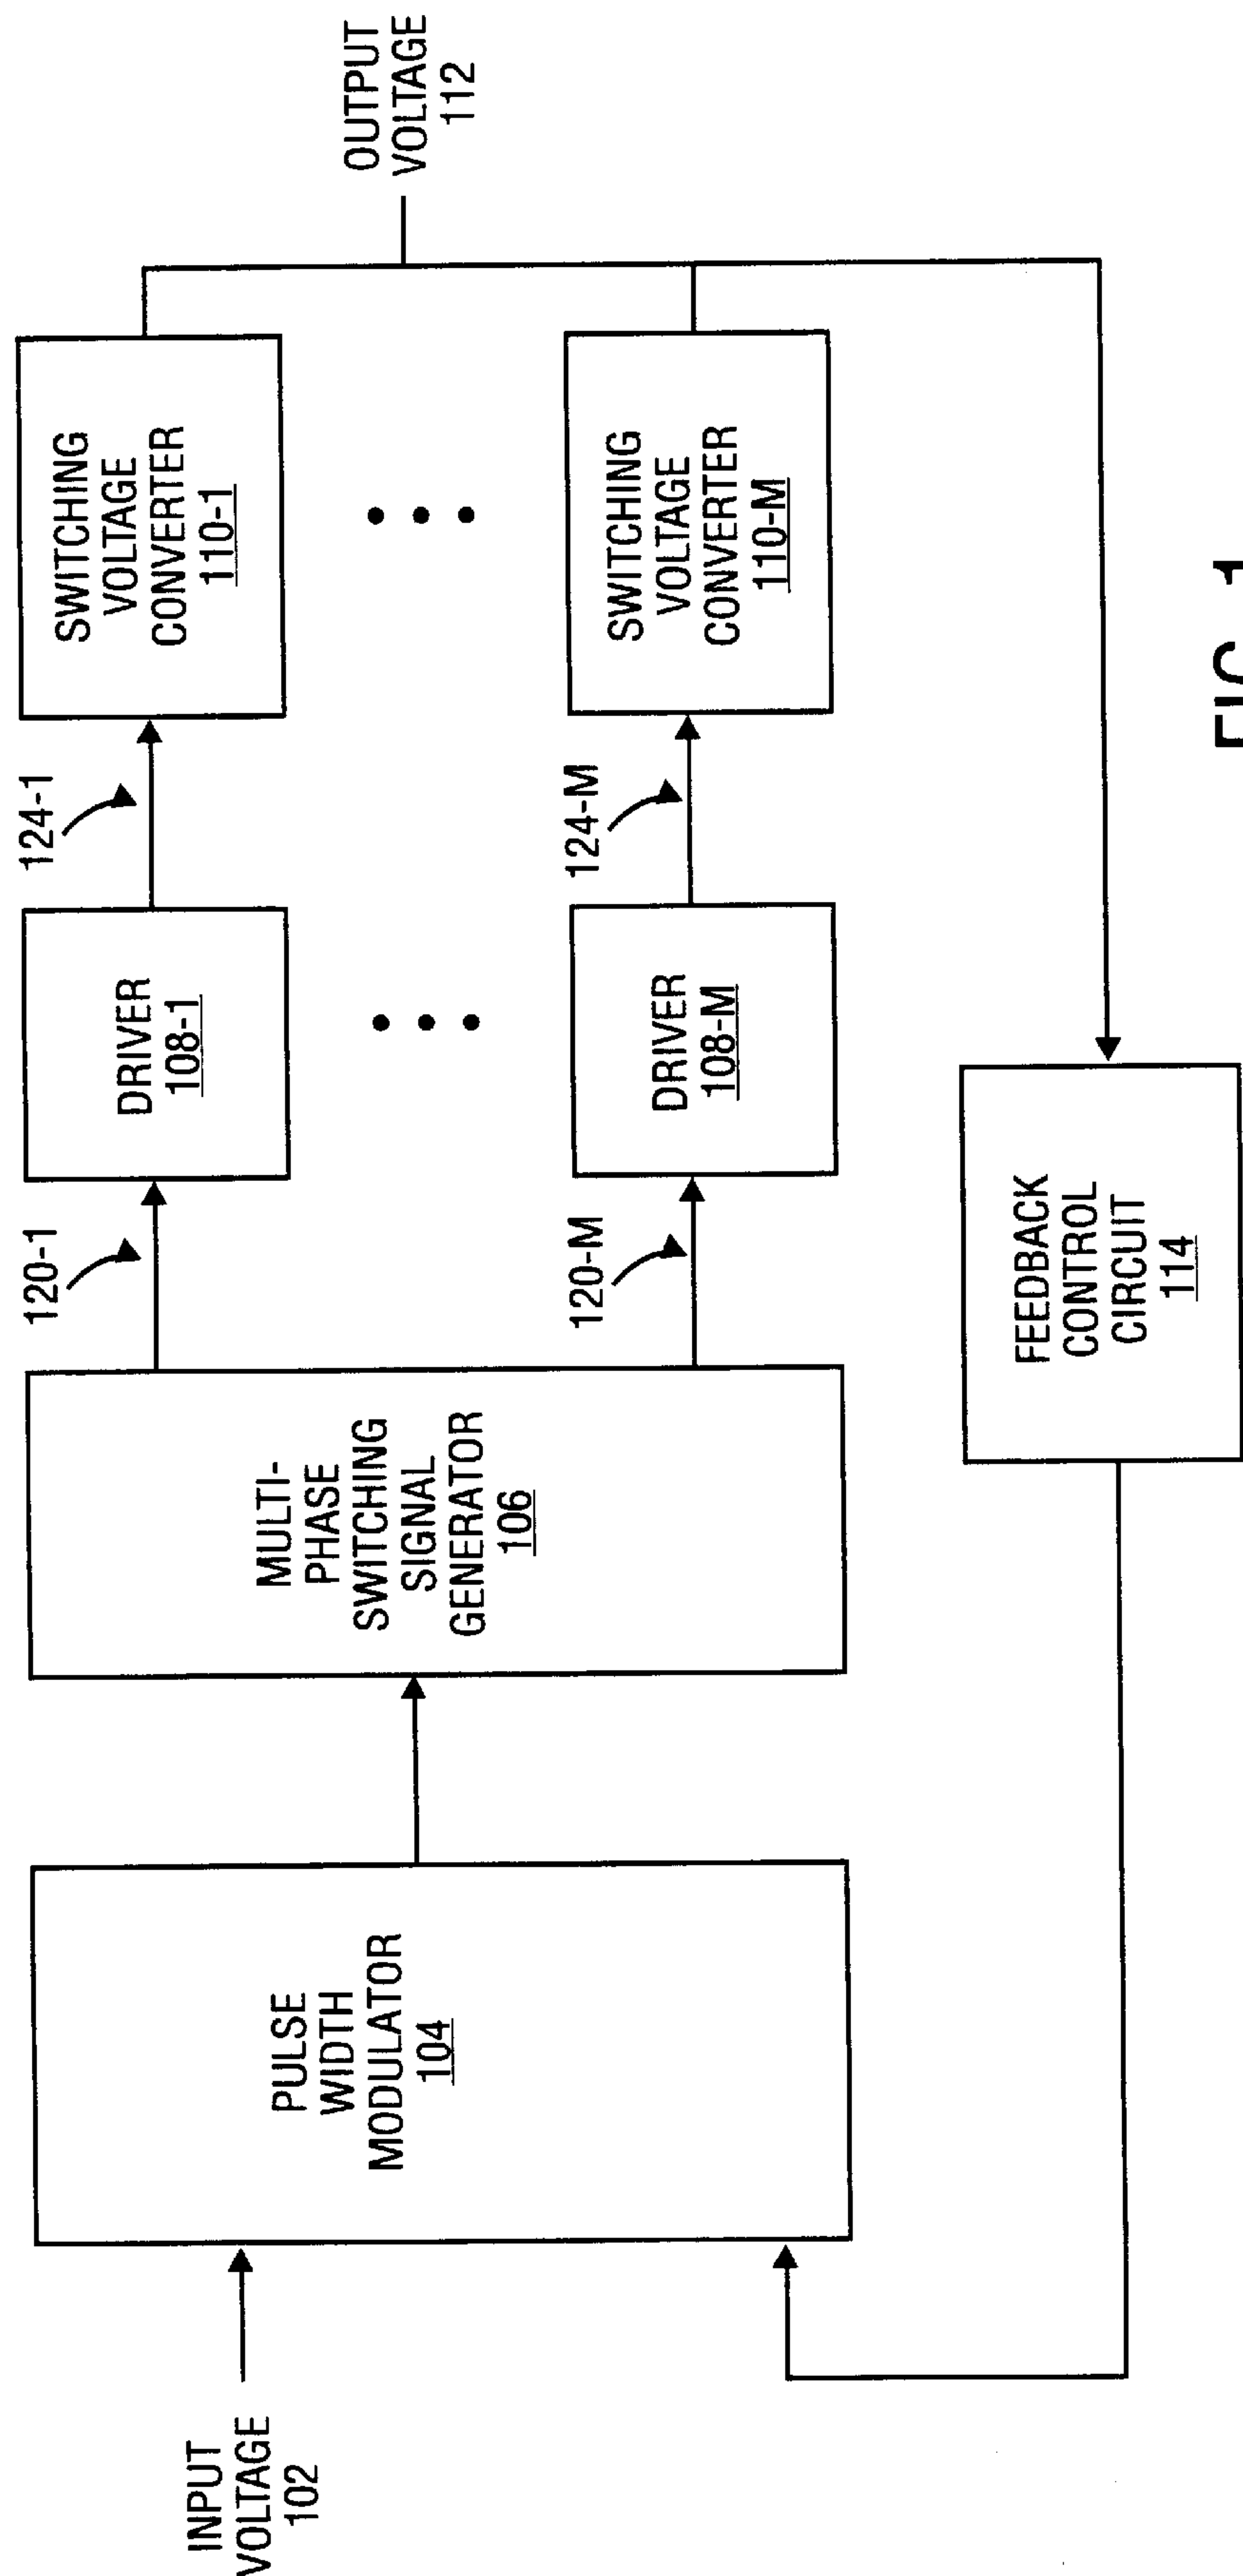 INPUT
VOLTAGE
102
PULSE
WIDTH
MODULATOR
104
MULTI-
PHASE
SWITCHING
SIGNAL
GENERATOR
106
120-1
120-M
DRIVER
108-1
DRIVER
108-M
124-1
124-M
SWITCHING
VOLTAGE
CONVERTER
110-1
SWITCHING
VOLTAGE
CONVERTER
110-M
OUTPUT
VOLTAGE
112
FEEDBACK
CONTROL
CIRCUIT
114
FIG. 1